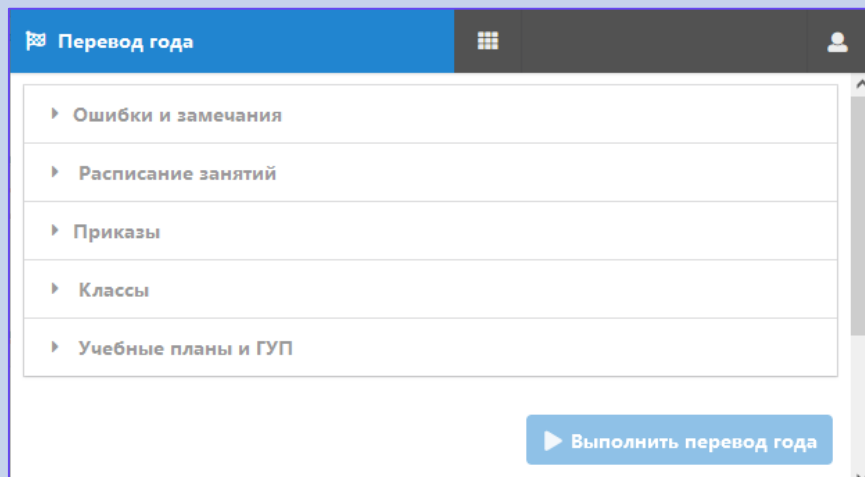 Перевод года
Ошибки и замечания
Расписание занятий
Приказы
Классы
Учебные планы и ГУП
Выполнить перевод года